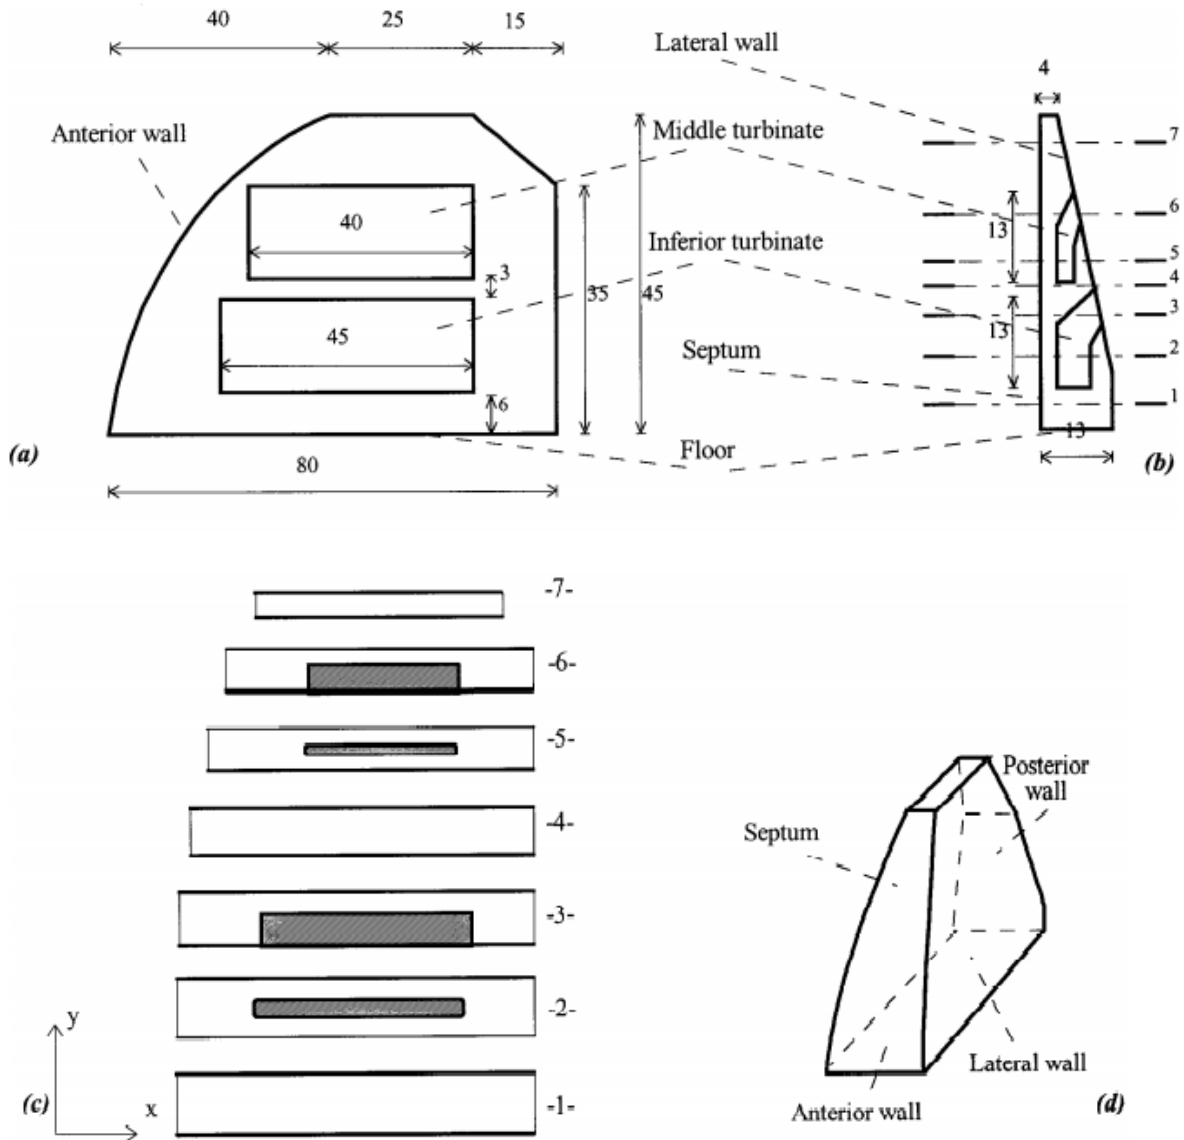 40
25
15
Lateral wall
4
Anterior wall
Middle turbinate
7
40
13
6
3
Inferior turbinate
5
35
45
4
3
45
13
Septum
2
6
1
(a)
Floor
13
(b)
80
-7-
-6-
-5-
Posterior
wall
-4-
Septum
-3-
-2-
y
Lateral wall
(c)
x
-1-
Anterior wall
(d)